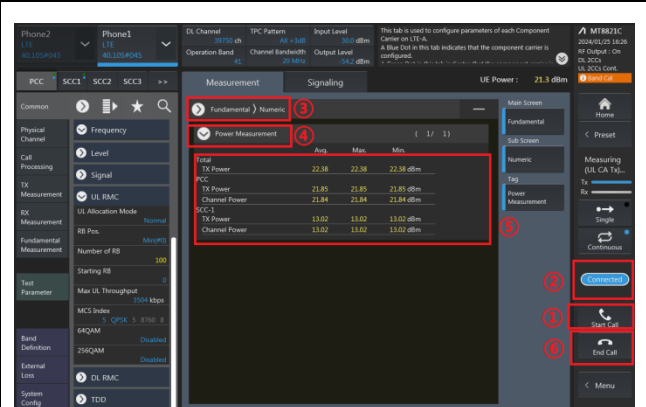 Phone2
LTE
40.105#045
Phone1
LTE
40.105#045
DL Channel
39750 ch
Operation Band
41
TPC Pattern
All +3dB
Channel Bandwidth
20 MHz
Input Level
30.0 dBm
Output Level
-54.2 dBm
This tab is used to configure parameters of each Component
Carrier on LTE-A.
A Blue Dot in this tab indicates that the component carrier is
configured.
MT8821C
2024/01/25 16:26
RF Output : On
DL 2CCs
UL 2CCs Cont.
Band Cal
PCC
SCC1
SCC2
SCC3
>>
Measurement
Signaling
UE Power : 21.3 dBm
Common
Physical
Channel
Call
Processing
TX
Measurement
RX
Measurement
Fundamental
Measurement
Test
Parameter
Band
Definition
External
Loss
System
Config
Frequency
Level
Signal
UL RMC
UL Allocation Mode
Normal
RB Pos.
Min(#0)
Number of RB
100
Starting RB
0
Max UL Throughput
3504 kbps
MCS Index
5 QPSK 5 8760 8
64QAM
Disabled
256QAM
Disabled
DL RMC
TDD
Fundamental 〉 Numeric
③
Power Measurement ( 1/ 1)
④
Avg. Max. Min.
Total
TX Power 22.38 22.38 22.38 dBm
PCC
TX Power 21.85 21.85 21.85 dBm
Channel Power 21.84 21.84 21.84 dBm
SCC-1
TX Power 13.02 13.02 13.02 dBm
Channel Power 13.02 13.02 13.02 dBm
⑤
Main Screen
Fundamental
Sub Screen
Numeric
Tag
Power
Measurement
Home
< Preset
Measuring
(UL CA Tx)...
Tx
Rx
Single
Continuous
② Connected
① Start Call
⑥ End Call
< Menu